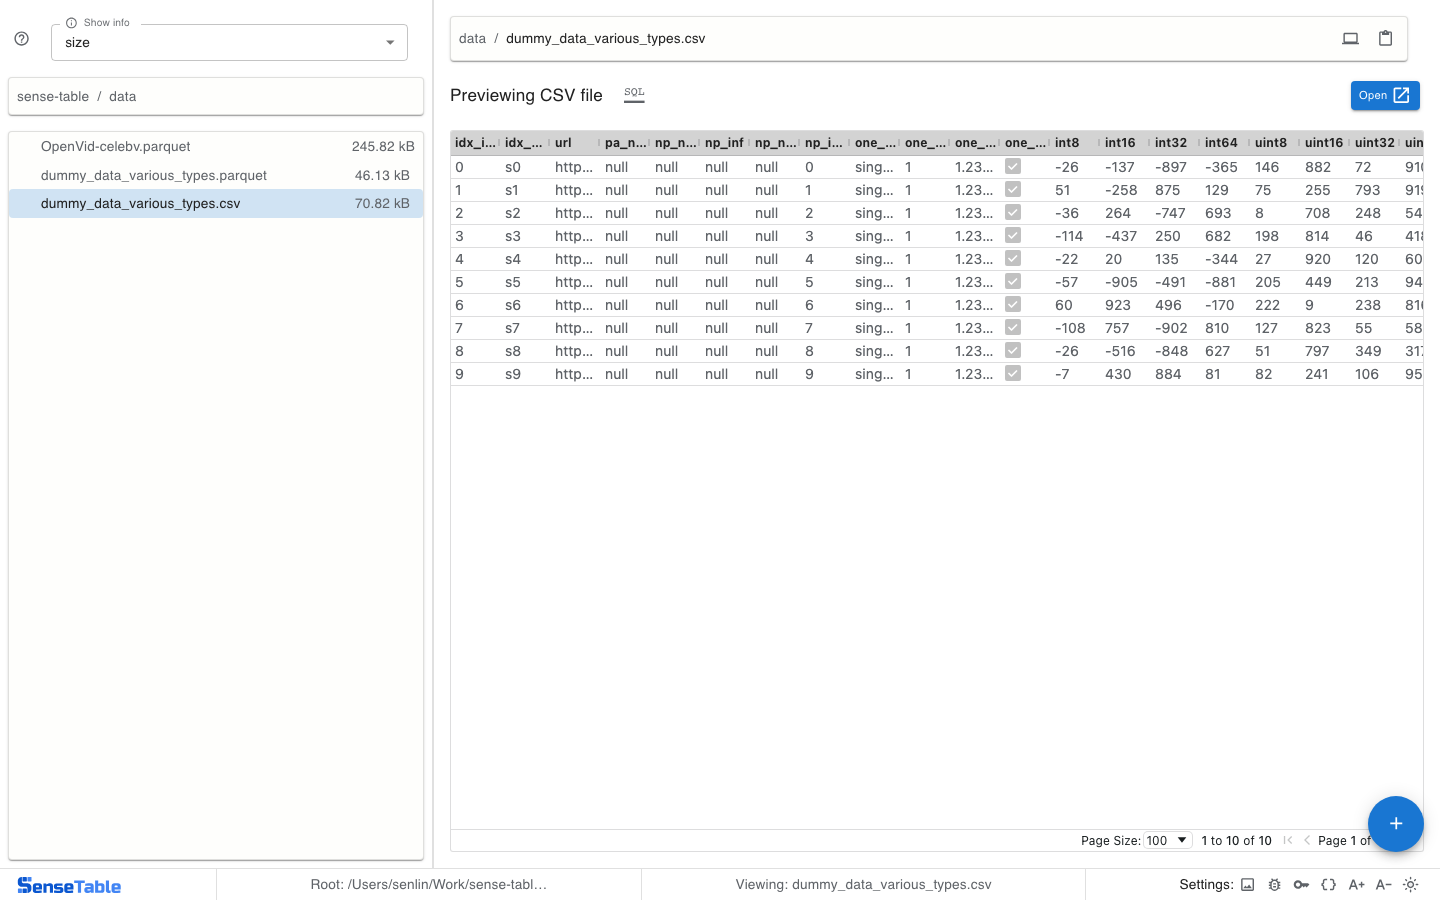 Show info
size
sense-table / data
OpenVid-celebv.parquet 245.82 kB
dummy_data_various_types.parquet 46.13 kB
dummy_data_various_types.csv 70.82 kB
data / dummy_data_various_types.csv
Previewing CSV file SQL Open
idx_i... idx_... url pa_n... np_n... np_inf np_n... np_i... one_... one_... one_... one_... int8 int16 int32 int64 uint8 uint16 uint32 uin
0 s0 http... null null null null 0 sing... 1 1.23... -26 -137 -897 -365 146 882 72 910
1 s1 http... null null null null 1 sing... 1 1.23... 51 -258 875 129 75 255 793 919
2 s2 http... null null null null 2 sing... 1 1.23... -36 264 -747 693 8 708 248 54
3 s3 http... null null null null 3 sing... 1 1.23... -114 -437 250 682 198 814 46 418
4 s4 http... null null null null 4 sing... 1 1.23... -22 20 135 -344 27 920 120 60
5 s5 http... null null null null 5 sing... 1 1.23... -57 -905 -491 -881 205 449 213 94
6 s6 http... null null null null 6 sing... 1 1.23... 60 923 496 -170 222 9 238 816
7 s7 http... null null null null 7 sing... 1 1.23... -108 757 -902 810 127 823 55 58
8 s8 http... null null null null 8 sing... 1 1.23... -26 -516 -848 627 51 797 349 317
9 s9 http... null null null null 9 sing... 1 1.23... -7 430 884 81 82 241 106 95
Page Size: 100 1 to 10 of 10 Page 1 of
SenseTable Root: /Users/senlin/Work/sense-tabl... Viewing: dummy_data_various_types.csv Settings: A+ A-